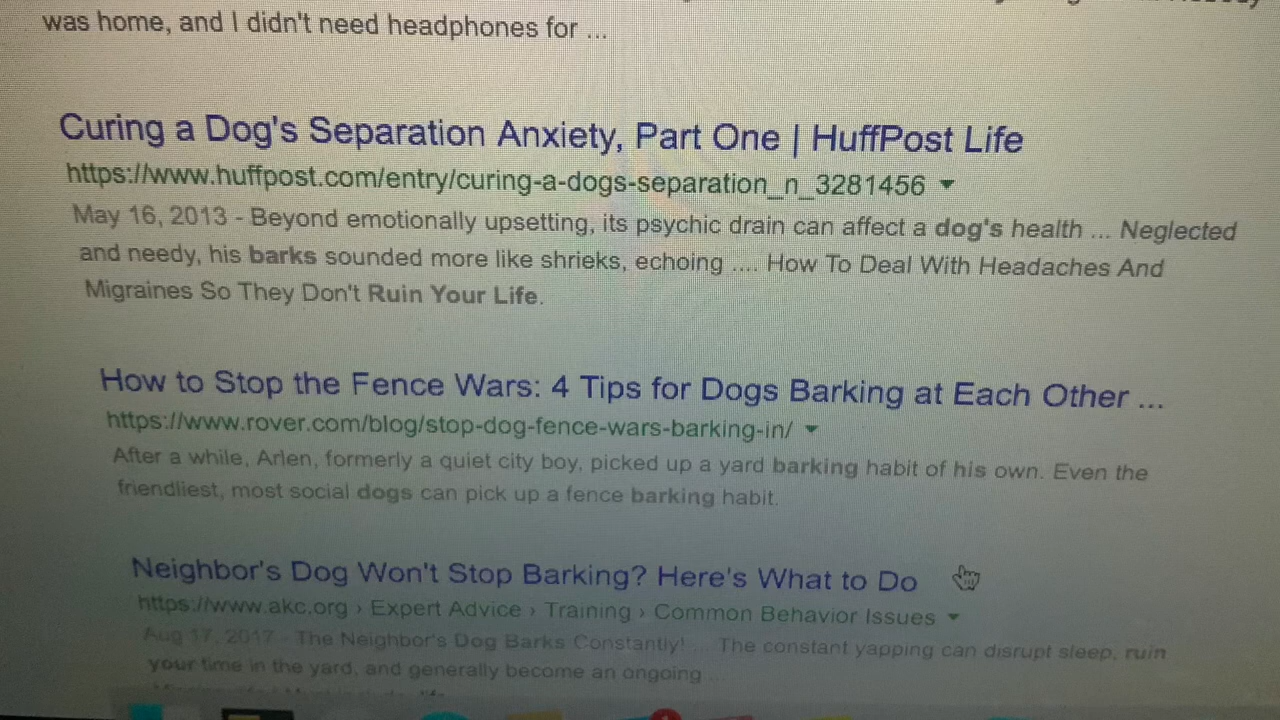 was home, and I didn't need headphones for ...
Curing a Dog's Separation Anxiety, Part One | HuffPost Life
https://www.huffpost.com/entry/curing-a-dogs-separation_n_3281456
May 16, 2013 - Beyond emotionally upsetting, its psychic drain can affect a dog's health ... Neglected
and needy, his barks sounded more like shrieks, echoing .... How To Deal With Headaches And
Migraines So They Don't Ruin Your Life.
How to Stop the Fence Wars: 4 Tips for Dogs Barking at Each Other ...
https://www.rover.com/blog/stop-dog-fence-wars-barking-in/
After a while, Arlen, formerly a quiet city boy, picked up a yard barking habit of his own. Even the
friendliest, most social dogs can pick up a fence barking habit.
Neighbor's Dog Won't Stop Barking? Here's What to Do
https://www.akc.org › Expert Advice › Training › Common Behavior Issues
Aug 17, 2017 - The Neighbor's Dog Barks Constantly! ... The constant yapping can disrupt sleep, ruin
your time in the yard, and generally become an ongoing ...